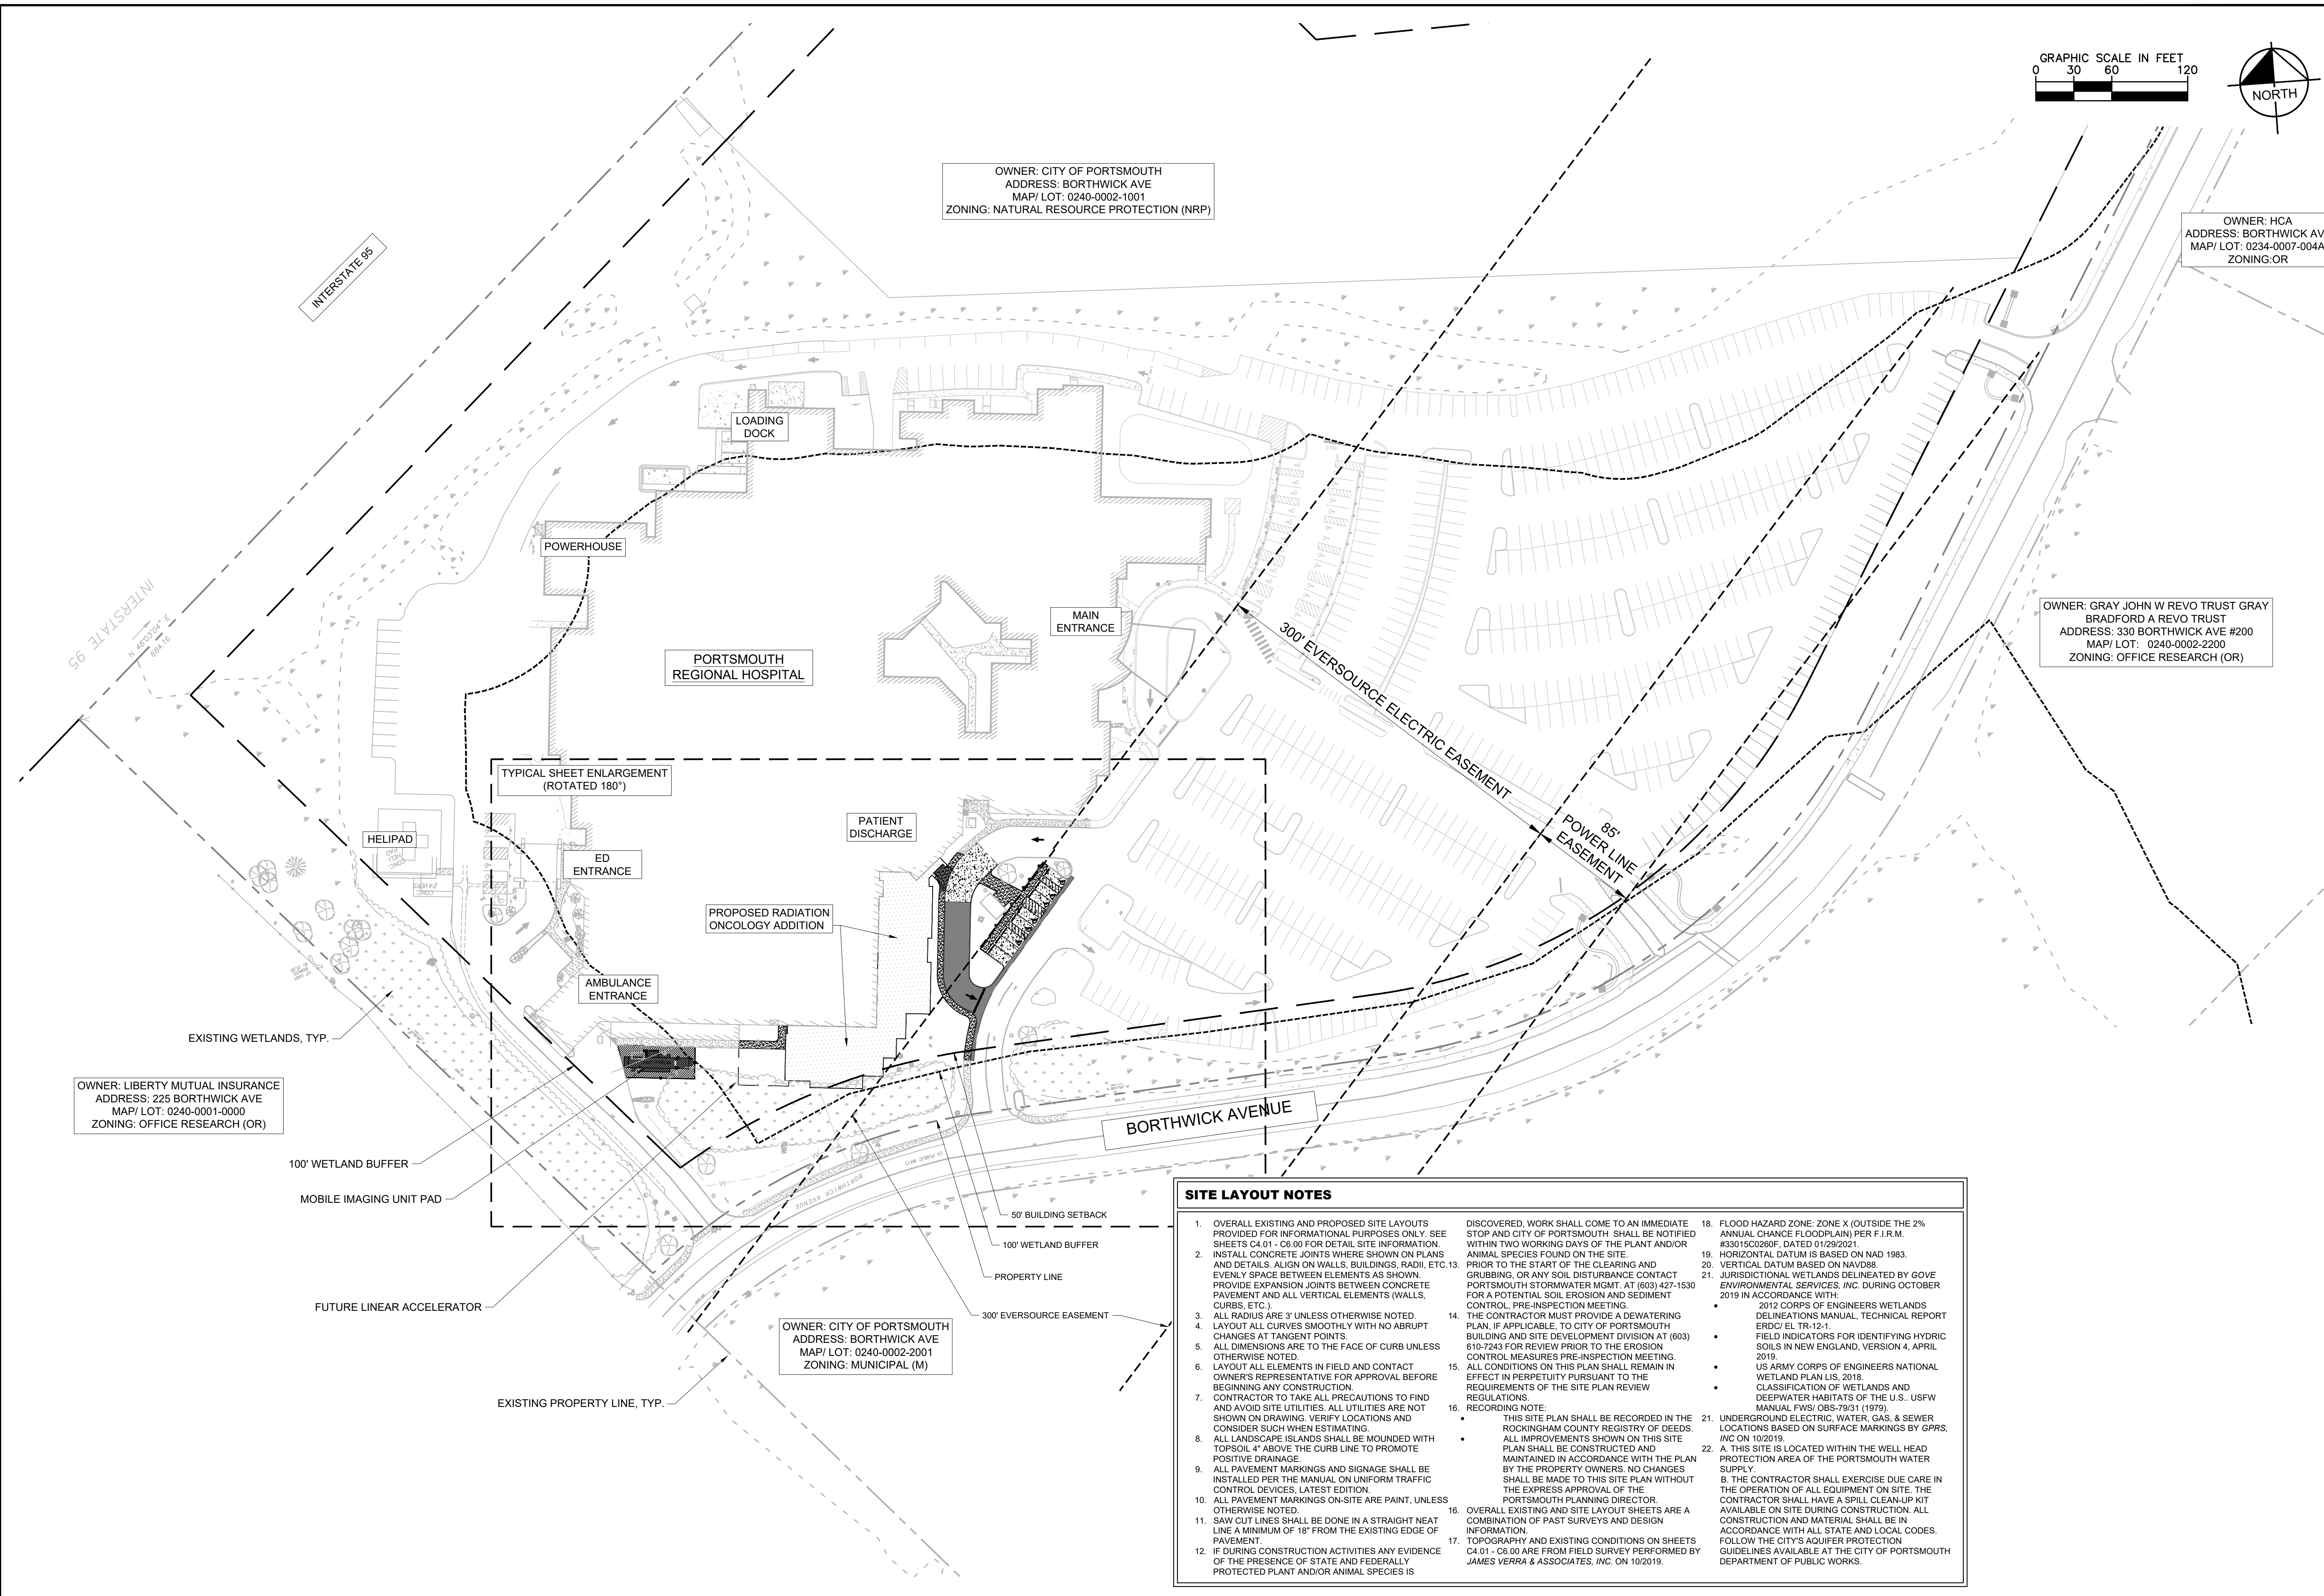 GRAPHIC SCALE IN FEET
0 30 60 120
NORTH
OWNER: CITY OF PORTSMOUTH
ADDRESS: BORTHWICK AVE
MAP/ LOT: 0240-0002-1001
ZONING: NATURAL RESOURCE PROTECTION (NRP)
OWNER: HCA
ADDRESS: BORTHWICK AV
MAP/ LOT: 0234-0007-004A
ZONING:OR
INTERSTATE 95
LOADING
DOCK
POWERHOUSE
INTERSTATE 95
N 48°03'04" E
684.16
MAIN
ENTRANCE
PORTSMOUTH
REGIONAL HOSPITAL
OWNER: GRAY JOHN W REVO TRUST GRAY
BRADFORD A REVO TRUST
ADDRESS: 330 BORTHWICK AVE #200
MAP/ LOT: 0240-0002-2200
ZONING: OFFICE RESEARCH (OR)
300' EVERSOURCE ELECTRIC EASEMENT
85'
POWER LINE
EASEMENT
TYPICAL SHEET ENLARGEMENT
(ROTATED 180°)
STOP
HELIPAD
CONC
HELI
PAD
CONC
PAVERS
ED
ENTRANCE
PATIENT
DISCHARGE
PROPOSED RADIATION
ONCOLOGY ADDITION
AMBULANCE
ENTRANCE
EXISTING WETLANDS, TYP.
OWNER: LIBERTY MUTUAL INSURANCE
ADDRESS: 225 BORTHWICK AVE
MAP/ LOT: 0240-0001-0000
ZONING: OFFICE RESEARCH (OR)
100' WETLAND BUFFER
MOBILE IMAGING UNIT PAD
FUTURE LINEAR ACCELERATOR
BORTHWICK AVENUE
BORTHWICK AVENUE
(A PUBLIC WAY)
50' BUILDING SETBACK
100' WETLAND BUFFER
PROPERTY LINE
300' EVERSOURCE EASEMENT
OWNER: CITY OF PORTSMOUTH
ADDRESS: BORTHWICK AVE
MAP/ LOT: 0240-0002-2001
ZONING: MUNICIPAL (M)
EXISTING PROPERTY LINE, TYP.
SITE LAYOUT NOTES
1. OVERALL EXISTING AND PROPOSED SITE LAYOUTS
PROVIDED FOR INFORMATIONAL PURPOSES ONLY. SEE
SHEETS C4.01 - C6.00 FOR DETAIL SITE INFORMATION.
2. INSTALL CONCRETE JOINTS WHERE SHOWN ON PLANS
AND DETAILS. ALIGN ON WALLS, BUILDINGS, RADII, ETC.
EVENLY SPACE BETWEEN ELEMENTS AS SHOWN.
PROVIDE EXPANSION JOINTS BETWEEN CONCRETE
PAVEMENT AND ALL VERTICAL ELEMENTS (WALLS,
CURBS, ETC.).
3. ALL RADIUS ARE 3' UNLESS OTHERWISE NOTED.
4. LAYOUT ALL CURVES SMOOTHLY WITH NO ABRUPT
CHANGES AT TANGENT POINTS.
5. ALL DIMENSIONS ARE TO THE FACE OF CURB UNLESS
OTHERWISE NOTED.
6. LAYOUT ALL ELEMENTS IN FIELD AND CONTACT
OWNER'S REPRESENTATIVE FOR APPROVAL BEFORE
BEGINNING ANY CONSTRUCTION.
7. CONTRACTOR TO TAKE ALL PRECAUTIONS TO FIND
AND AVOID SITE UTILITIES. ALL UTILITIES ARE NOT
SHOWN ON DRAWING. VERIFY LOCATIONS AND
CONSIDER SUCH WHEN ESTIMATING.
8. ALL LANDSCAPE ISLANDS SHALL BE MOUNDED WITH
TOPSOIL 4" ABOVE THE CURB LINE TO PROMOTE
POSITIVE DRAINAGE.
9. ALL PAVEMENT MARKINGS AND SIGNAGE SHALL BE
INSTALLED PER THE MANUAL ON UNIFORM TRAFFIC
CONTROL DEVICES, LATEST EDITION.
10. ALL PAVEMENT MARKINGS ON-SITE ARE PAINT, UNLESS
OTHERWISE NOTED.
11. SAW CUT LINES SHALL BE DONE IN A STRAIGHT NEAT
LINE A MINIMUM OF 18" FROM THE EXISTING EDGE OF
PAVEMENT.
12. IF DURING CONSTRUCTION ACTIVITIES ANY EVIDENCE
OF THE PRESENCE OF STATE AND FEDERALLY
PROTECTED PLANT AND/OR ANIMAL SPECIES IS
DISCOVERED, WORK SHALL COME TO AN IMMEDIATE
STOP AND CITY OF PORTSMOUTH SHALL BE NOTIFIED
WITHIN TWO WORKING DAYS OF THE PLANT AND/OR
ANIMAL SPECIES FOUND ON THE SITE.
13. PRIOR TO THE START OF THE CLEARING AND
GRUBBING, OR ANY SOIL DISTURBANCE CONTACT
PORTSMOUTH STORMWATER MGMT. AT (603) 427-1530
FOR A POTENTIAL SOIL EROSION AND SEDIMENT
CONTROL, PRE-INSPECTION MEETING.
14. THE CONTRACTOR MUST PROVIDE A DEWATERING
PLAN, IF APPLICABLE, TO CITY OF PORTSMOUTH
BUILDING AND SITE DEVELOPMENT DIVISION AT (603)
610-7243 FOR REVIEW PRIOR TO THE EROSION
CONTROL MEASURES PRE-INSPECTION MEETING.
15. ALL CONDITIONS ON THIS PLAN SHALL REMAIN IN
EFFECT IN PERPETUITY PURSUANT TO THE
REQUIREMENTS OF THE SITE PLAN REVIEW
REGULATIONS.
16. RECORDING NOTE:
• THIS SITE PLAN SHALL BE RECORDED IN THE
ROCKINGHAM COUNTY REGISTRY OF DEEDS.
• ALL IMPROVEMENTS SHOWN ON THIS SITE
PLAN SHALL BE CONSTRUCTED AND
MAINTAINED IN ACCORDANCE WITH THE PLAN
BY THE PROPERTY OWNERS. NO CHANGES
SHALL BE MADE TO THIS SITE PLAN WITHOUT
THE EXPRESS APPROVAL OF THE
PORTSMOUTH PLANNING DIRECTOR.
16. OVERALL EXISTING AND SITE LAYOUT SHEETS ARE A
COMBINATION OF PAST SURVEYS AND DESIGN
INFORMATION.
17. TOPOGRAPHY AND EXISTING CONDITIONS ON SHEETS
C4.01 - C6.00 ARE FROM FIELD SURVEY PERFORMED BY
JAMES VERRA & ASSOCIATES, INC. ON 10/2019.
18. FLOOD HAZARD ZONE: ZONE X (OUTSIDE THE 2%
ANNUAL CHANCE FLOODPLAIN) PER F.I.R.M.
#33015C0260F, DATED 01/29/2021.
19. HORIZONTAL DATUM IS BASED ON NAD 1983.
20. VERTICAL DATUM BASED ON NAVD88.
21. JURISDICTIONAL WETLANDS DELINEATED BY GOVE
ENVIRONMENTAL SERVICES, INC. DURING OCTOBER
2019 IN ACCORDANCE WITH:
• 2012 CORPS OF ENGINEERS WETLANDS
DELINEATIONS MANUAL, TECHNICAL REPORT
ERDC/ EL TR-12-1.
• FIELD INDICATORS FOR IDENTIFYING HYDRIC
SOILS IN NEW ENGLAND, VERSION 4, APRIL
2019.
• US ARMY CORPS OF ENGINEERS NATIONAL
WETLAND PLAN LIS, 2018.
• CLASSIFICATION OF WETLANDS AND
DEEPWATER HABITATS OF THE U.S.. USFW
MANUAL FWS/ OBS-79/31 (1979).
21. UNDERGROUND ELECTRIC, WATER, GAS, & SEWER
LOCATIONS BASED ON SURFACE MARKINGS BY GPRS,
INC ON 10/2019.
22. A. THIS SITE IS LOCATED WITHIN THE WELL HEAD
PROTECTION AREA OF THE PORTSMOUTH WATER
SUPPLY.
B. THE CONTRACTOR SHALL EXERCISE DUE CARE IN
THE OPERATION OF ALL EQUIPMENT ON SITE. THE
CONTRACTOR SHALL HAVE A SPILL CLEAN-UP KIT
AVAILABLE ON SITE DURING CONSTRUCTION. ALL
CONSTRUCTION AND MATERIAL SHALL BE IN
ACCORDANCE WITH ALL STATE AND LOCAL CODES.
FOLLOW THE CITY'S AQUIFER PROTECTION
GUIDELINES AVAILABLE AT THE CITY OF PORTSMOUTH
DEPARTMENT OF PUBLIC WORKS.